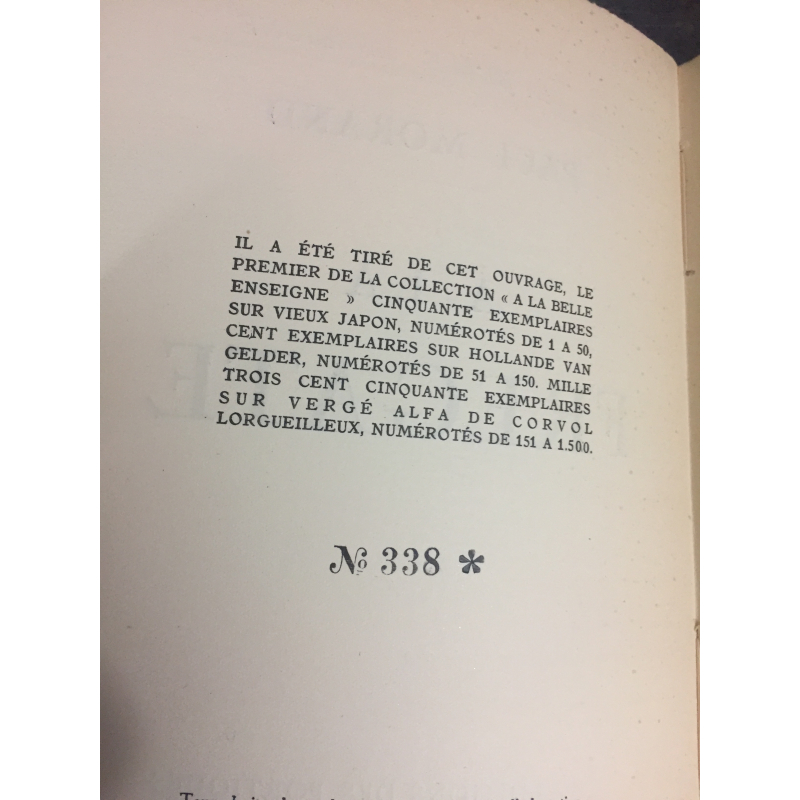 IL A ÉTÉ TIRÉ DE CET OUVRAGE, LE
PREMIER DE LA COLLECTION « A LA BELLE
ENSEIGNE » CINQUANTE EXEMPLAIRES
SUR VIEUX JAPON, NUMÉROTÉS DE 1 A 50,
CENT EXEMPLAIRES SUR HOLLANDE VAN
GELDER, NUMÉROTÉS DE 51 A 150. MILLE
TROIS CENT CINQUANTE EXEMPLAIRES
SUR VERGÉ ALFA DE CORVOL
LORGUEILLEUX, NUMÉROTÉS DE 151 A 1.500.
№ 338 *